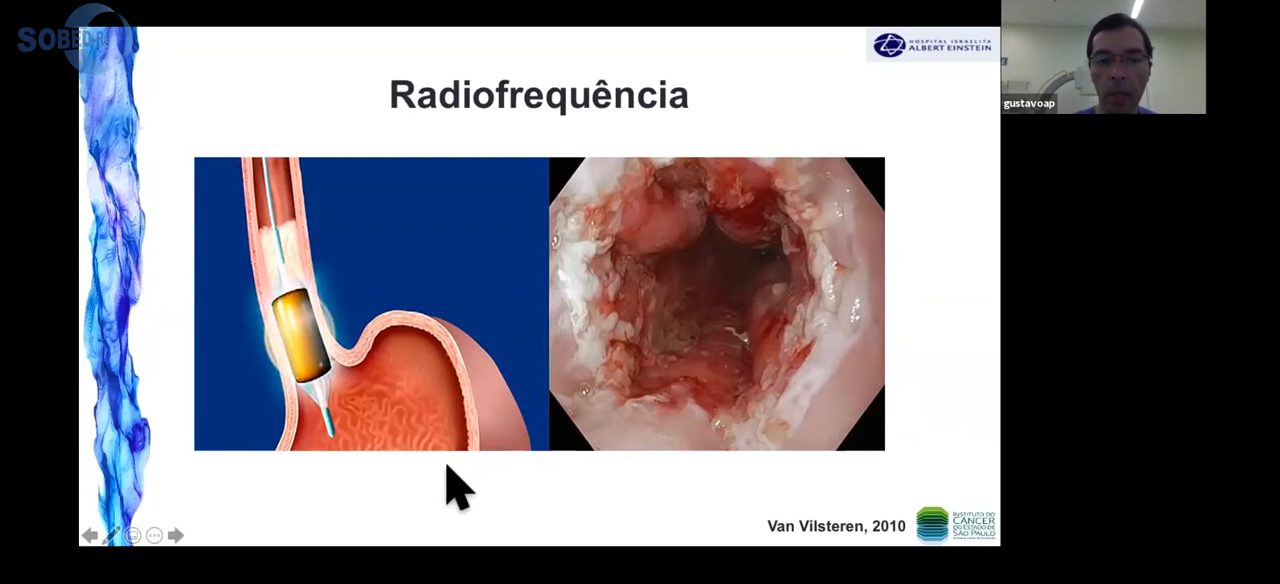 SOBED
HOSPITAL ISRAELITA
ALBERT EINSTEIN
Radiofrequência
gustavoap
Van Vilsteren, 2010
INSTITUTO DO
CÂNCER
DO ESTADO DE
SÃO PAULO